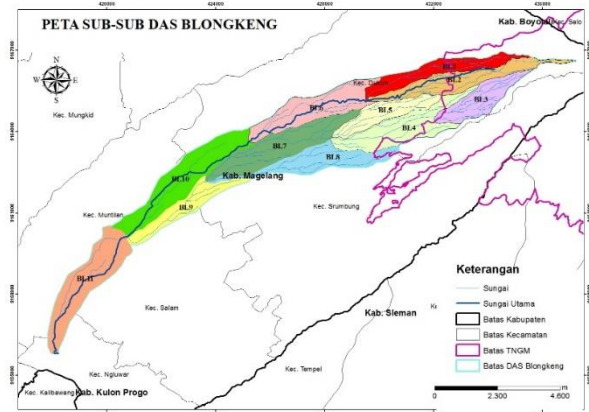 PETA SUB-SUB DAS BLONGKENG
Kab. Boyolali
Kec. Selo
Kec. Dukun
BL1
BL2
BL3
BL5
BL4
BL6
BL7
BL8
Kec. Mungkid
Kab. Magelang
BL10
BL9
Kec. Srumbung
Kec. Muntilan
BL11
Kec. Salam
Kab. Sleman
Kec. Ngluwar
Kec. Tempel
Kec. Kalibawang
Kab. Kulon Progo
Keterangan
Sungai
Sungai Utama
Batas Kabupaten
Batas Kecamatan
Batas TNGM
Batas DAS Blongkeng
0 2.300 4.600
m